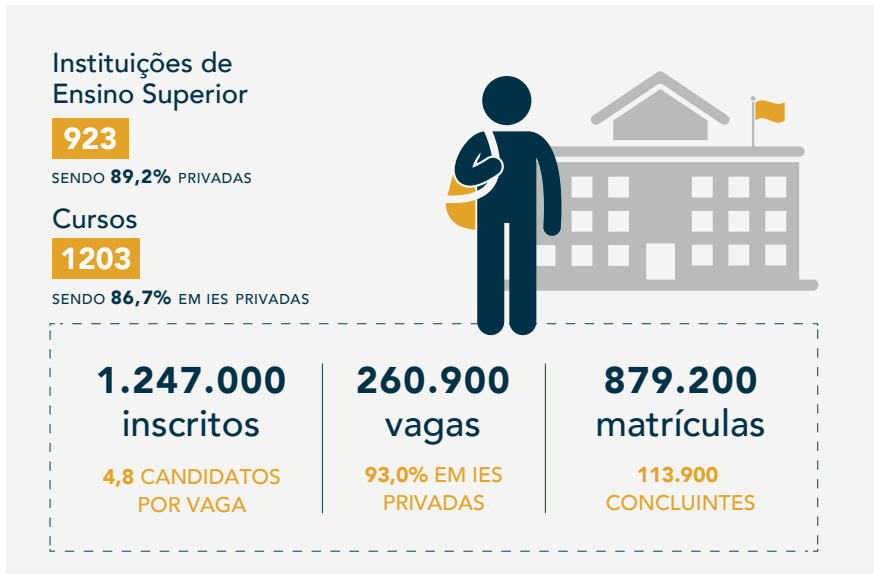 Instituições de
Ensino Superior
923
SENDO 89,2% PRIVADAS
Cursos
1203
SENDO 86,7% EM IES PRIVADAS
1.247.000
inscritos
4,8 CANDIDATOS
POR VAGA
260.900
vagas
93,0% EM IES
PRIVADAS
879.200
matrículas
113.900
CONCLUINTES